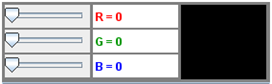 R = 0
G = 0
B = 0